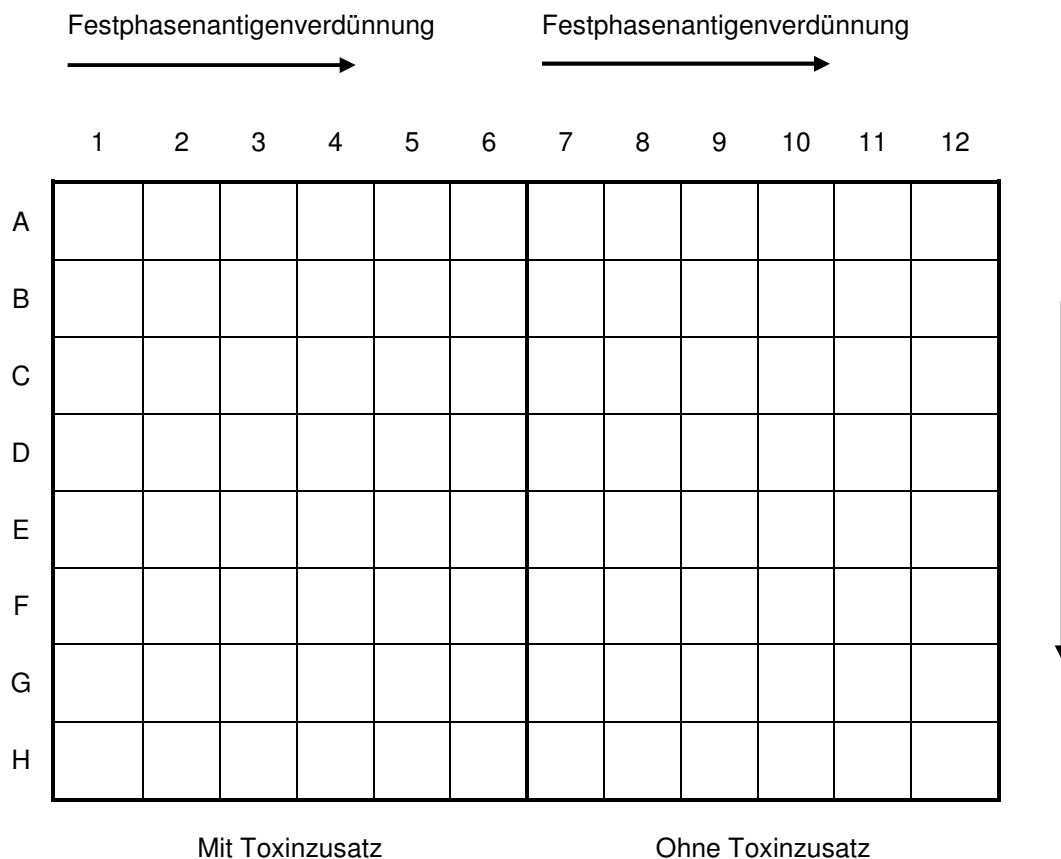 Festphasenantigenverdünnung Festphasenantigenverdünnung
1 2 3 4 5 6 7 8 9 10 11 12
A
B
C
D
E
F
G
H
Mit Toxinzusatz Ohne Toxinzusatz